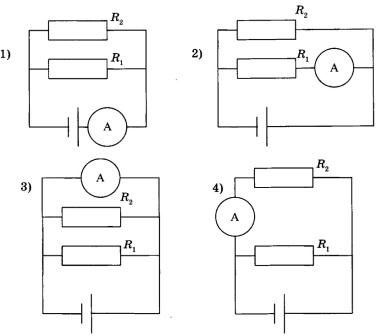 1)
R₂
R₁
A
2)
R₂
R₁
A
3)
A
R₂
R₁
4)
R₂
A
R₁